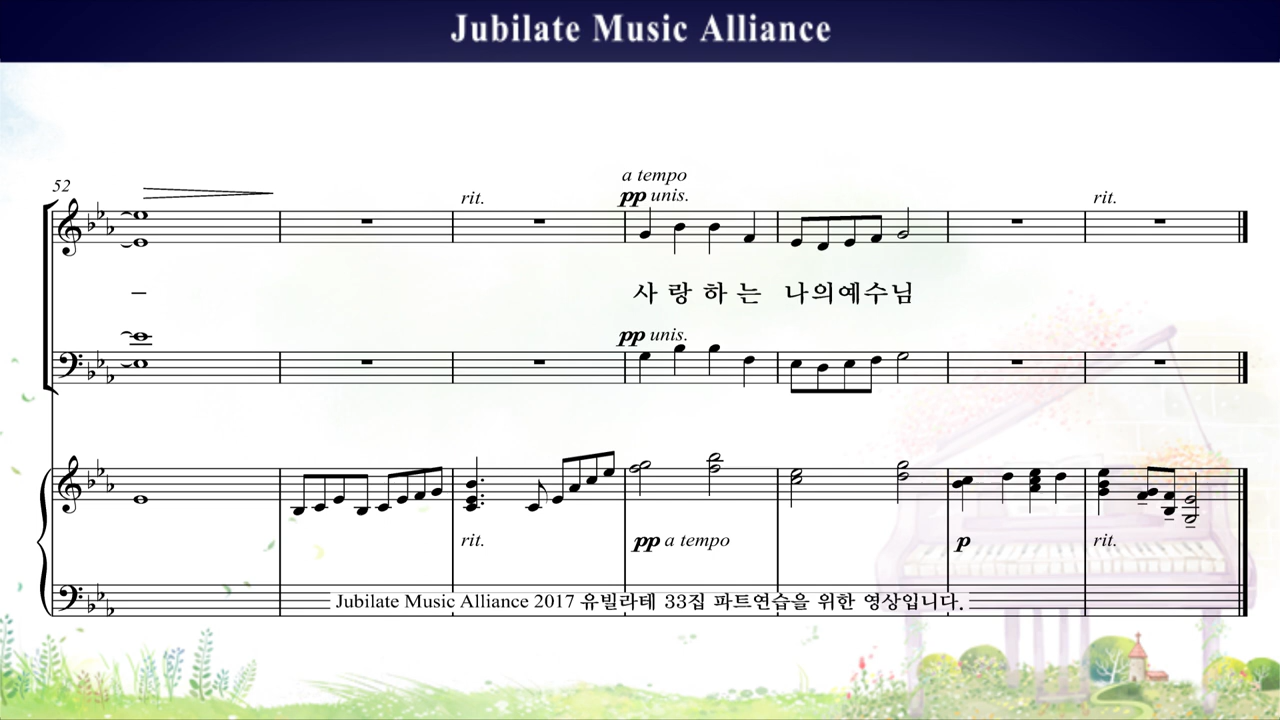 Jubilate Music Alliance
52
a tempo
rit.
pp unis.
rit.
– 사 랑 하 는 나의예수님
pp unis.
rit.
pp a tempo
p
rit.
Jubilate Music Alliance 2017 유빌라테 33집 파트연습을 위한 영상입니다.